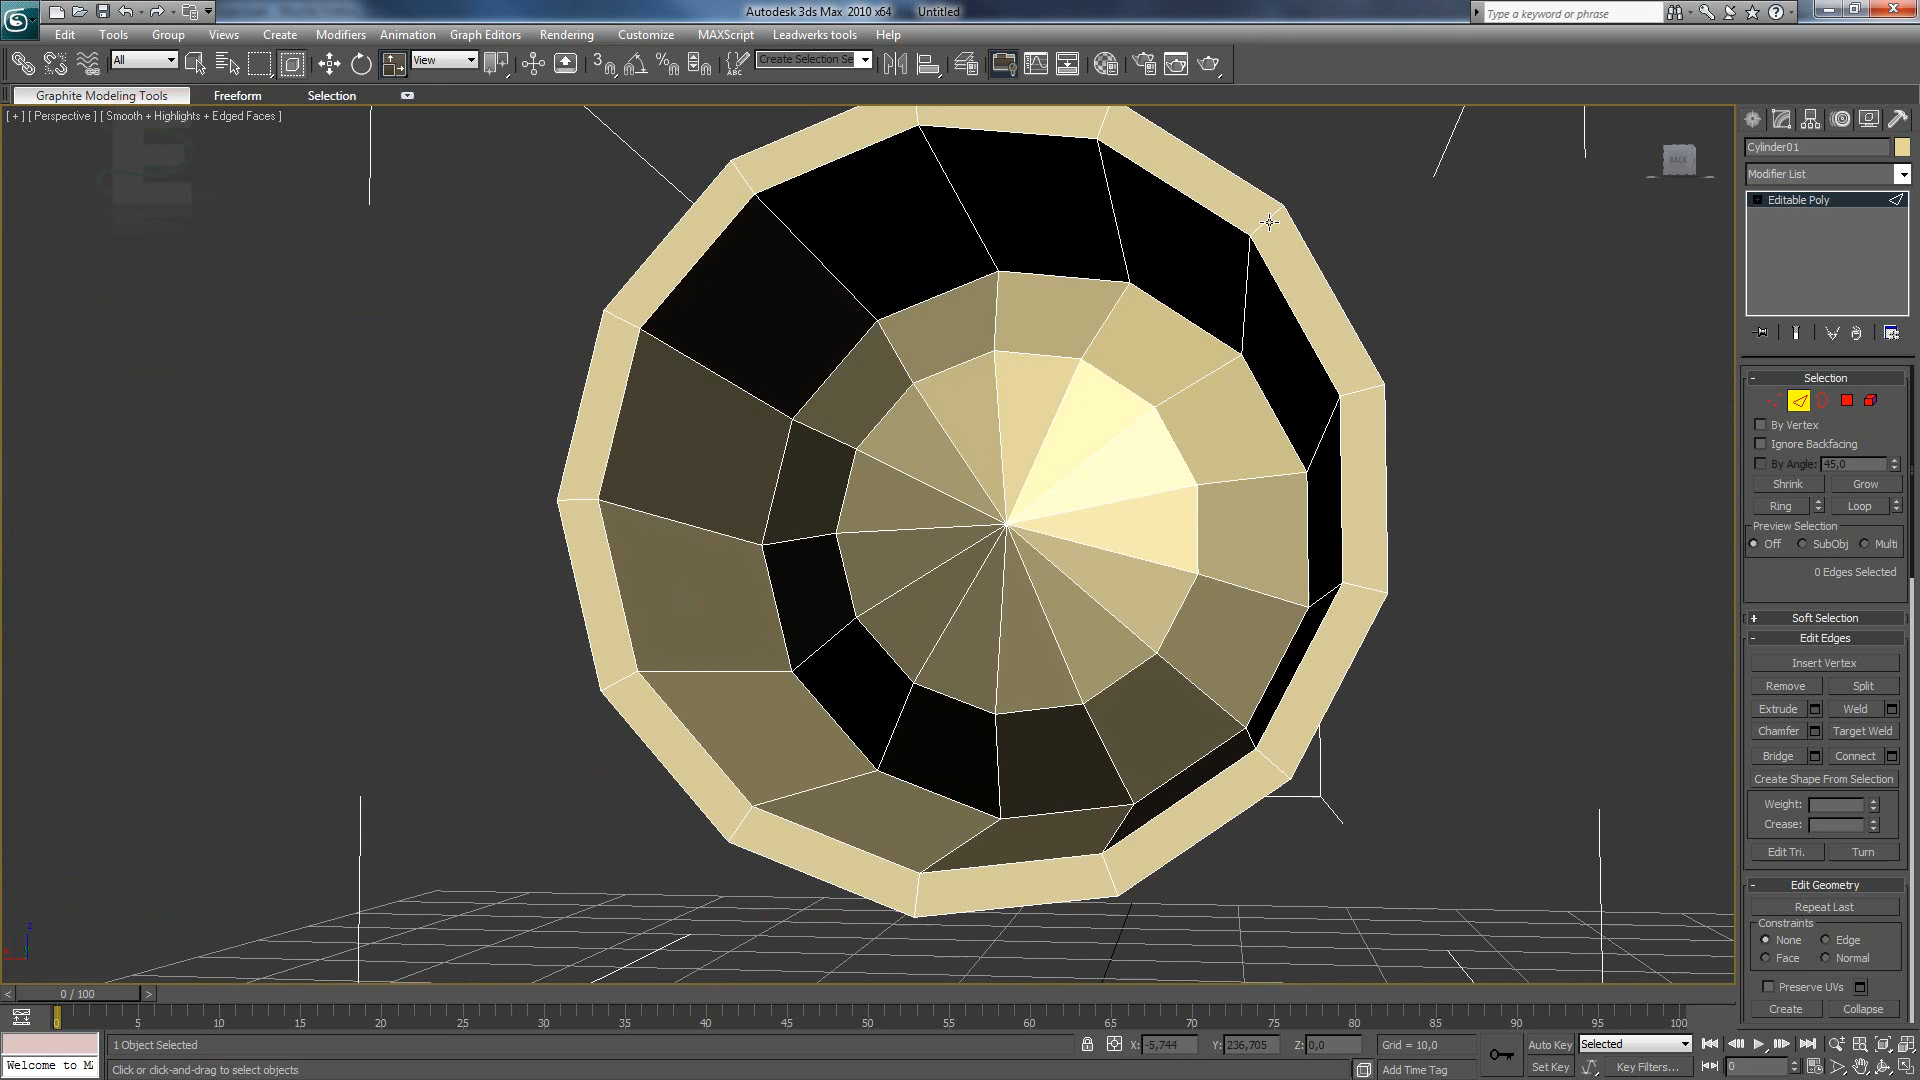 Autodesk 3ds Max 2010 x64 Untitled
Type a keyword or phrase
Edit Tools Group Views Create Modifiers Animation Graph Editors Rendering Customize MAXScript Leadwerks tools Help
All View Create Selection Se
Graphite Modeling Tools Freeform Selection
[ + ] [ Perspective ] [ Smooth + Highlights + Edged Faces ]
BACK
Cylinder01
Modifier List
Editable Poly
Selection
By Vertex
Ignore Backfacing
By Angle: 45,0
Shrink Grow
Ring Loop
Preview Selection
Off SubObj Multi
0 Edges Selected
+ Soft Selection
- Edit Edges
Insert Vertex
Remove Split
Extrude Weld
Chamfer Target Weld
Bridge Connect
Create Shape From Selection
Weight:
Crease:
Edit Tri. Turn
- Edit Geometry
Repeat Last
Constraints
None Edge
Face Normal
Preserve UVs
Create Collapse
z
< 0 / 100 >
0 5 10 15 20 25 30 35 40 45 50 55 60 65 70 75 80 85 90 95 100
1 Object Selected X: -5,744 Y: 236,705 Z: 0,0 Grid = 10,0 Auto Key Selected
Welcome to M Click or click-and-drag to select objects Add Time Tag Set Key Key Filters... 0